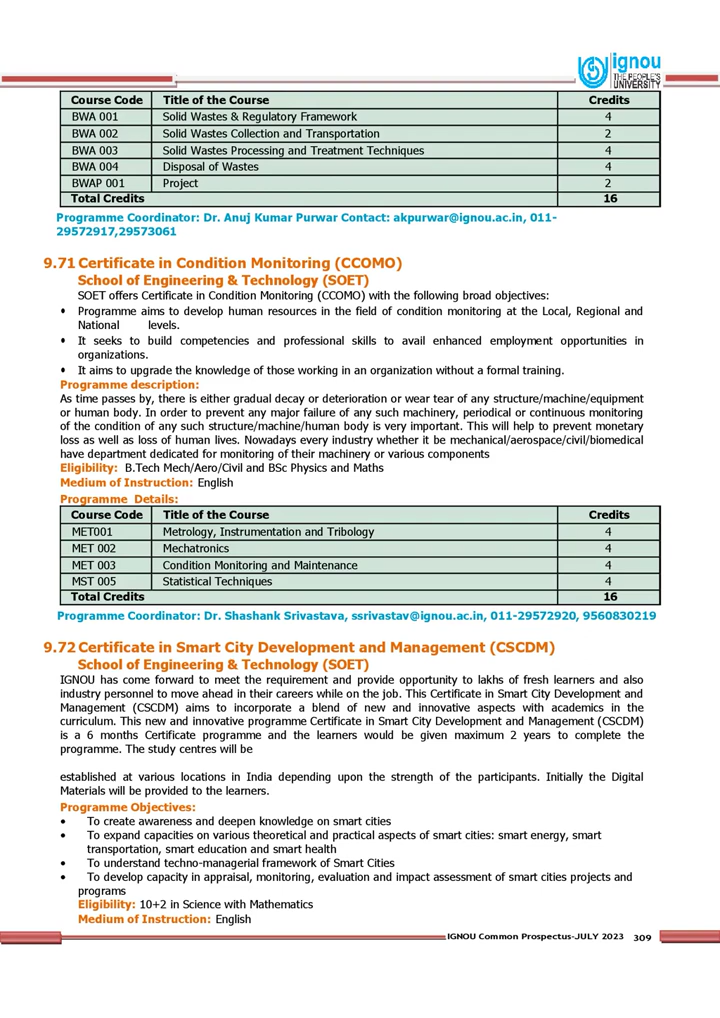 ignou
THE PEOPLE'S
UNIVERSITY
Course Code Title of the Course Credits
BWA 001 Solid Wastes & Regulatory Framework 4
BWA 002 Solid Wastes Collection and Transportation 2
BWA 003 Solid Wastes Processing and Treatment Techniques 4
BWA 004 Disposal of Wastes 4
BWAP 001 Project 2
Total Credits 16
Programme Coordinator: Dr. Anuj Kumar Purwar Contact: akpurwar@ignou.ac.in, 011-
29572917,29573061
9.71 Certificate in Condition Monitoring (CCOMO)
School of Engineering & Technology (SOET)
SOET offers Certificate in Condition Monitoring (CCOMO) with the following broad objectives:
• Programme aims to develop human resources in the field of condition monitoring at the Local, Regional and
National levels.
• It seeks to build competencies and professional skills to avail enhanced employment opportunities in
organizations.
• It aims to upgrade the knowledge of those working in an organization without a formal training.
Programme description:
As time passes by, there is either gradual decay or deterioration or wear tear of any structure/machine/equipment
or human body. In order to prevent any major failure of any such machinery, periodical or continuous monitoring
of the condition of any such structure/machine/human body is very important. This will help to prevent monetary
loss as well as loss of human lives. Nowadays every industry whether it be mechanical/aerospace/civil/biomedical
have department dedicated for monitoring of their machinery or various components
Eligibility: B.Tech Mech/Aero/Civil and BSc Physics and Maths
Medium of Instruction: English
Programme Details:
Course Code Title of the Course Credits
MET001 Metrology, Instrumentation and Tribology 4
MET 002 Mechatronics 4
MET 003 Condition Monitoring and Maintenance 4
MST 005 Statistical Techniques 4
Total Credits 16
Programme Coordinator: Dr. Shashank Srivastava, ssrivastav@ignou.ac.in, 011-29572920, 9560830219
9.72 Certificate in Smart City Development and Management (CSCDM)
School of Engineering & Technology (SOET)
IGNOU has come forward to meet the requirement and provide opportunity to lakhs of fresh learners and also
industry personnel to move ahead in their careers while on the job. This Certificate in Smart City Development and
Management (CSCDM) aims to incorporate a blend of new and innovative aspects with academics in the
curriculum. This new and innovative programme Certificate in Smart City Development and Management (CSCDM)
is a 6 months Certificate programme and the learners would be given maximum 2 years to complete the
programme. The study centres will be
established at various locations in India depending upon the strength of the participants. Initially the Digital
Materials will be provided to the learners.
Programme Objectives:
• To create awareness and deepen knowledge on smart cities
• To expand capacities on various theoretical and practical aspects of smart cities: smart energy, smart
transportation, smart education and smart health
• To understand techno-managerial framework of Smart Cities
• To develop capacity in appraisal, monitoring, evaluation and impact assessment of smart cities projects and
programs
Eligibility: 10+2 in Science with Mathematics
Medium of Instruction: English
IGNOU Common Prospectus-JULY 2023 309